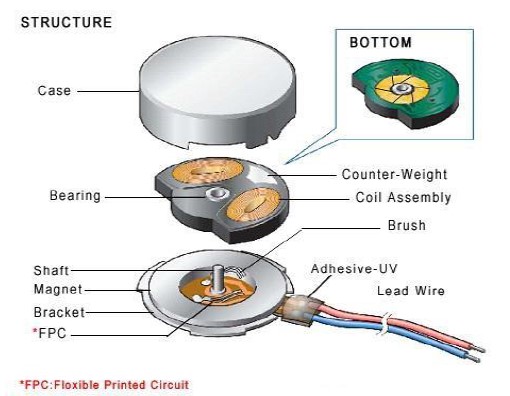 STRUCTURE
BOTTOM
Case
Counter-Weight
Bearing
Coil Assembly
Brush
Shaft
Adhesive-UV
Magnet
Lead Wire
Bracket
*FPC
*FPC:Floxible Printed Circuit